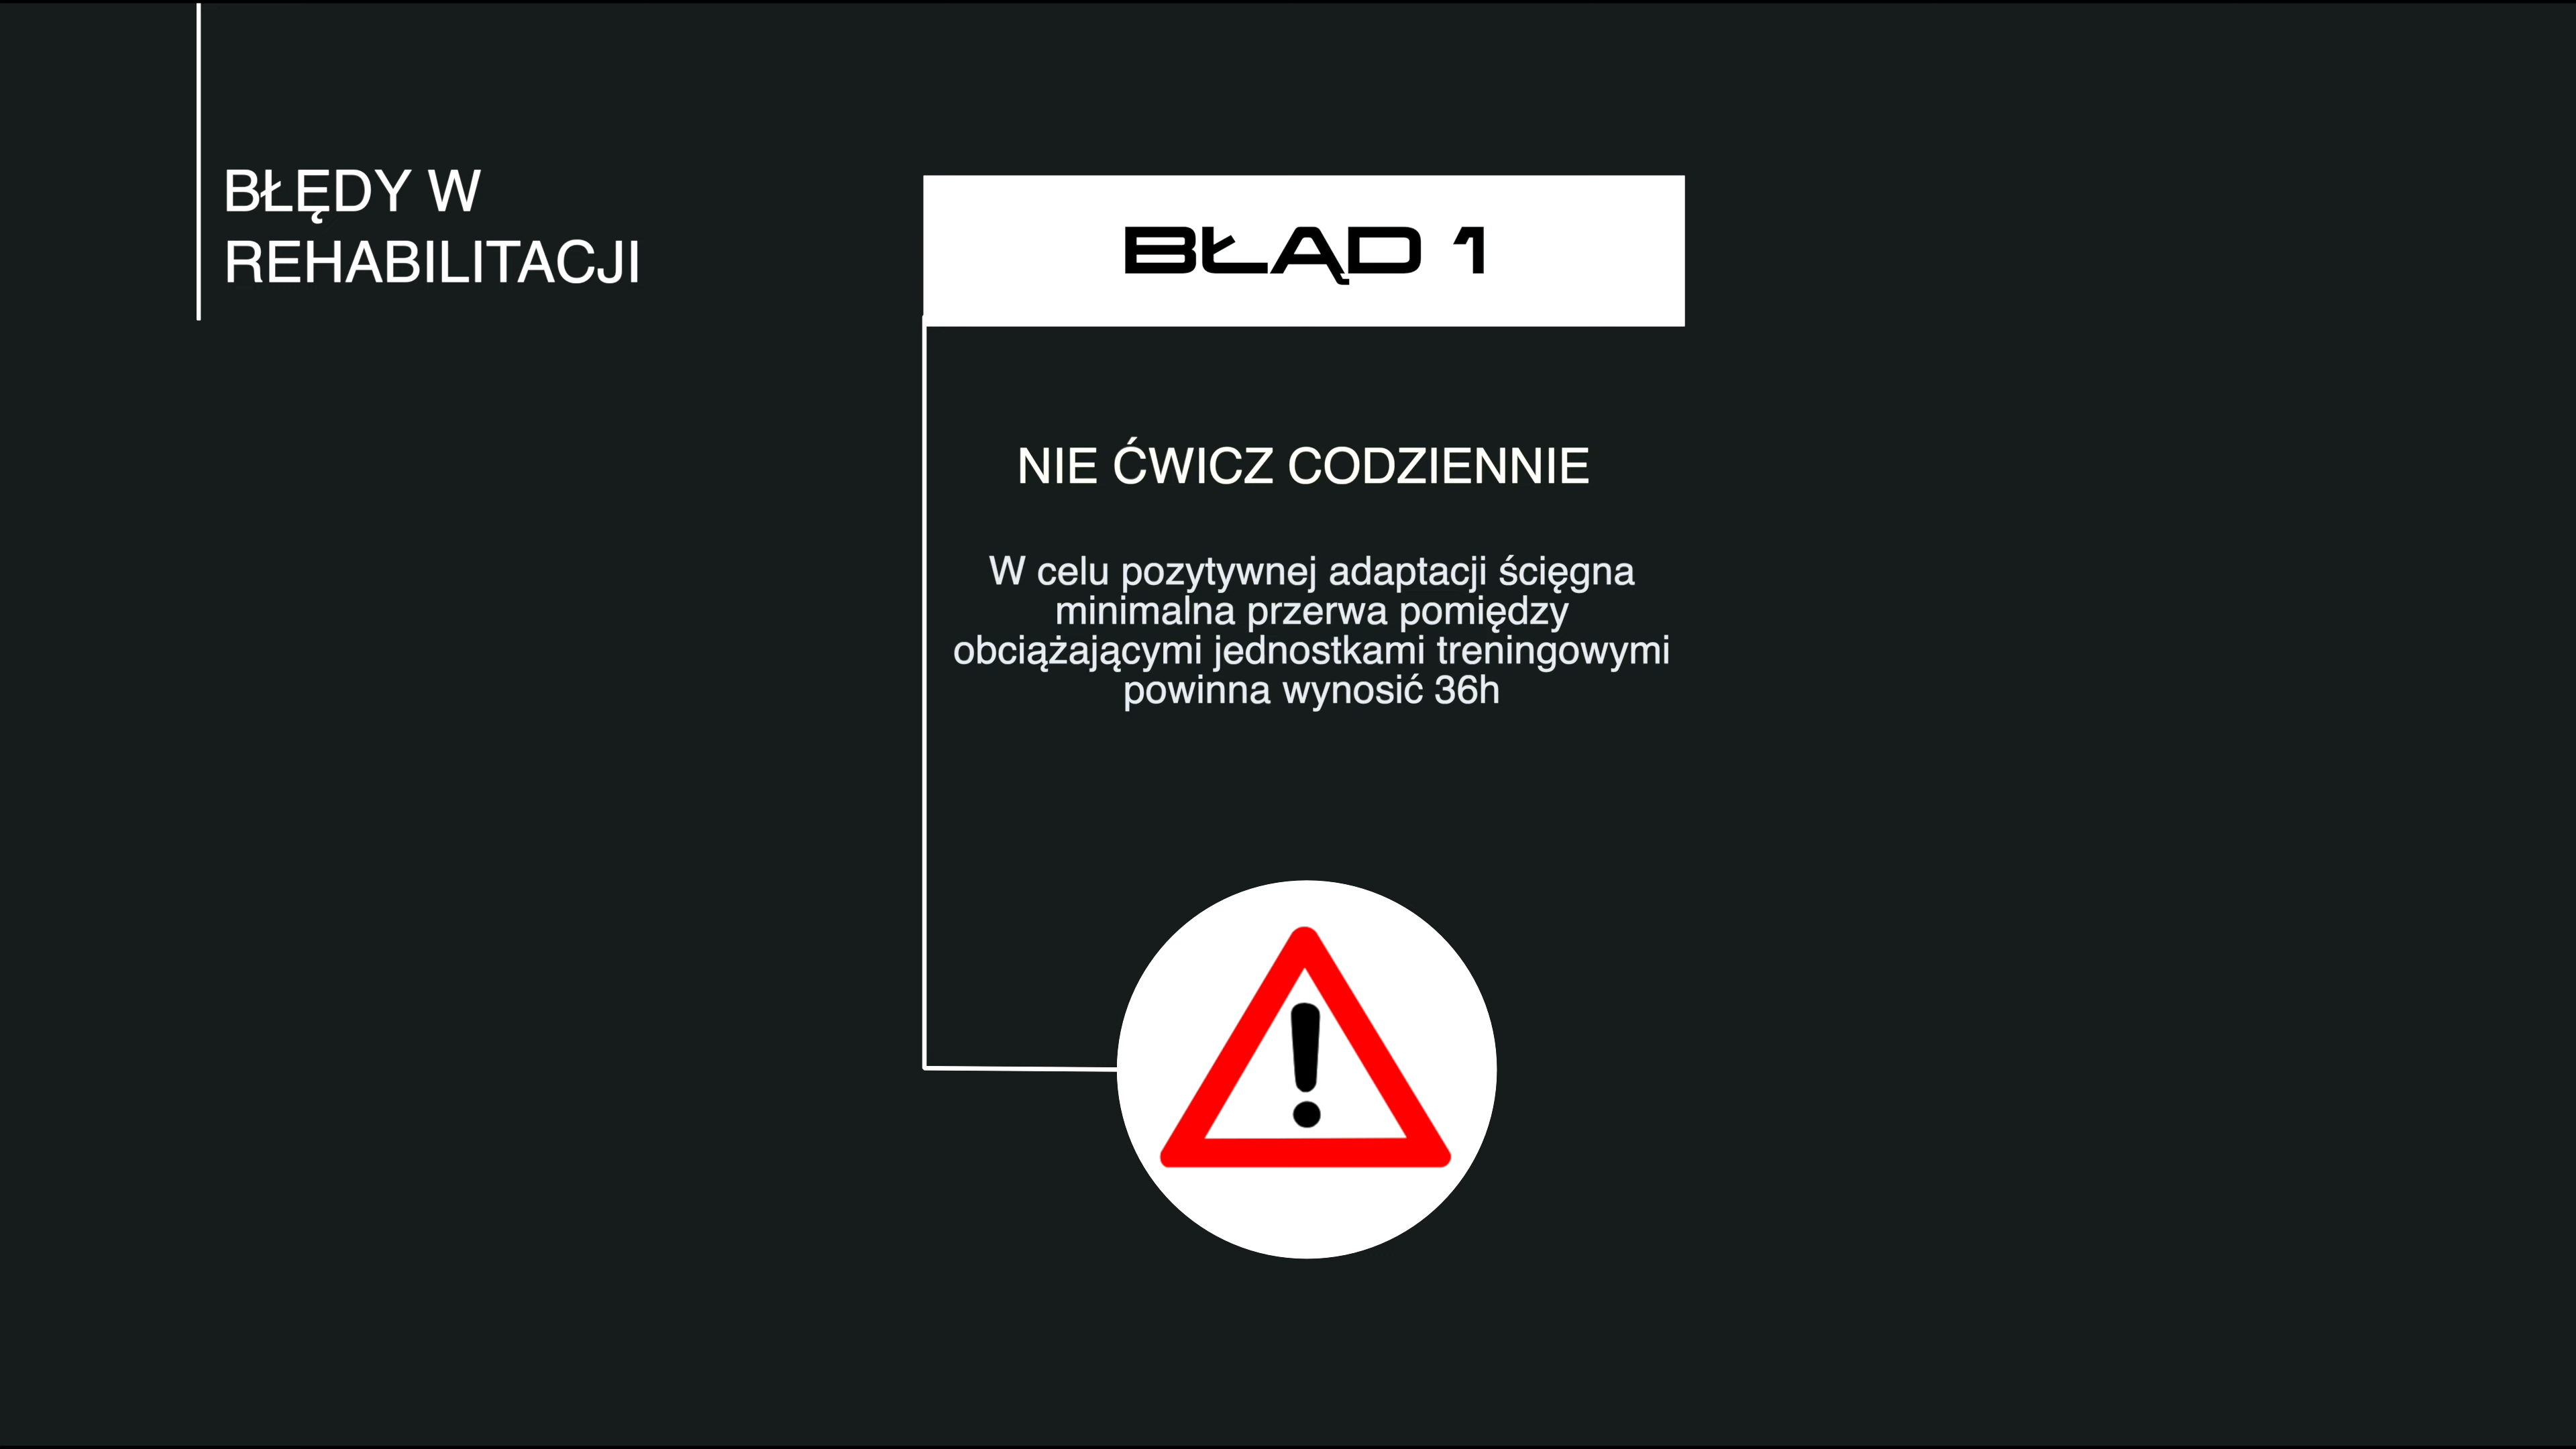 BŁĘDY W
REHABILITACJI
BŁĄD 1
NIE ĆWICZ CODZIENNIE
W celu pozytywnej adaptacji ścięgna
minimalna przerwa pomiędzy
obciążającymi jednostkami treningowymi
powinna wynosić 36h